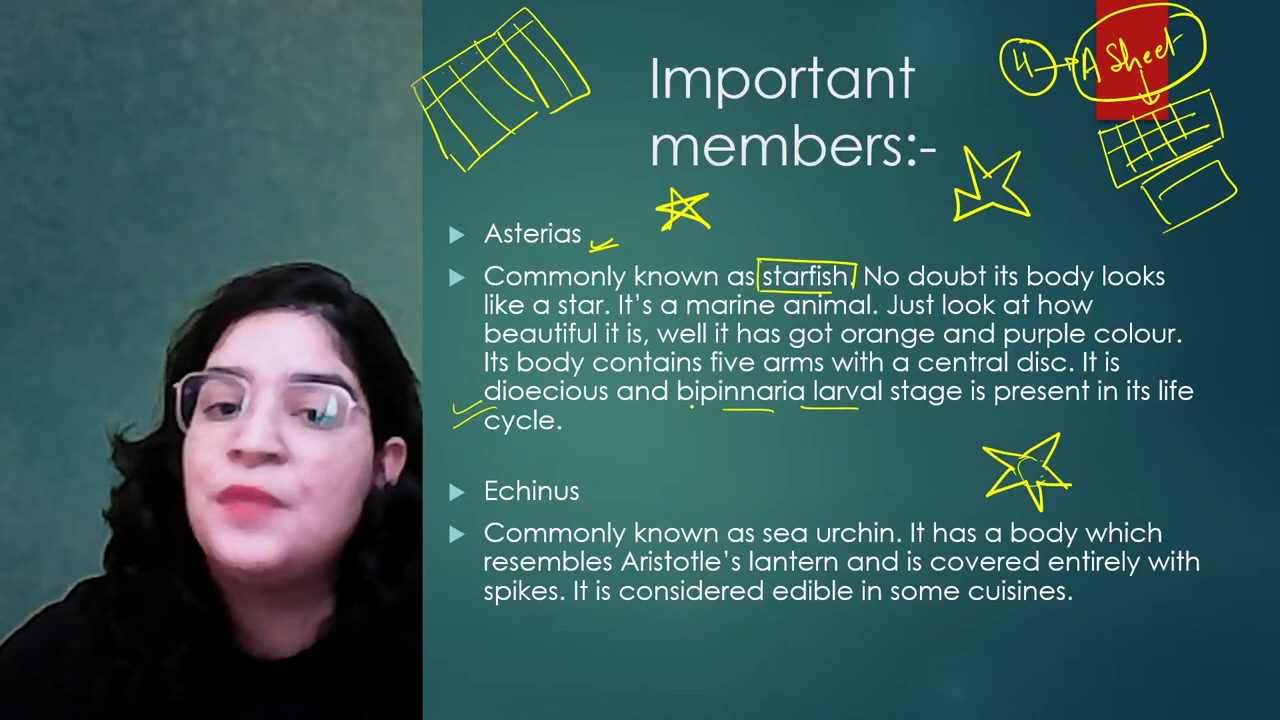 Important
members:-
4 → A Sheet
Asterias
Commonly known as starfish. No doubt its body looks
like a star. It's a marine animal. Just look at how
beautiful it is, well it has got orange and purple colour.
Its body contains five arms with a central disc. It is
dioecious and bipinnaria larval stage is present in its life
cycle.
Echinus
Commonly known as sea urchin. It has a body which
resembles Aristotle’s lantern and is covered entirely with
spikes. It is considered edible in some cuisines.